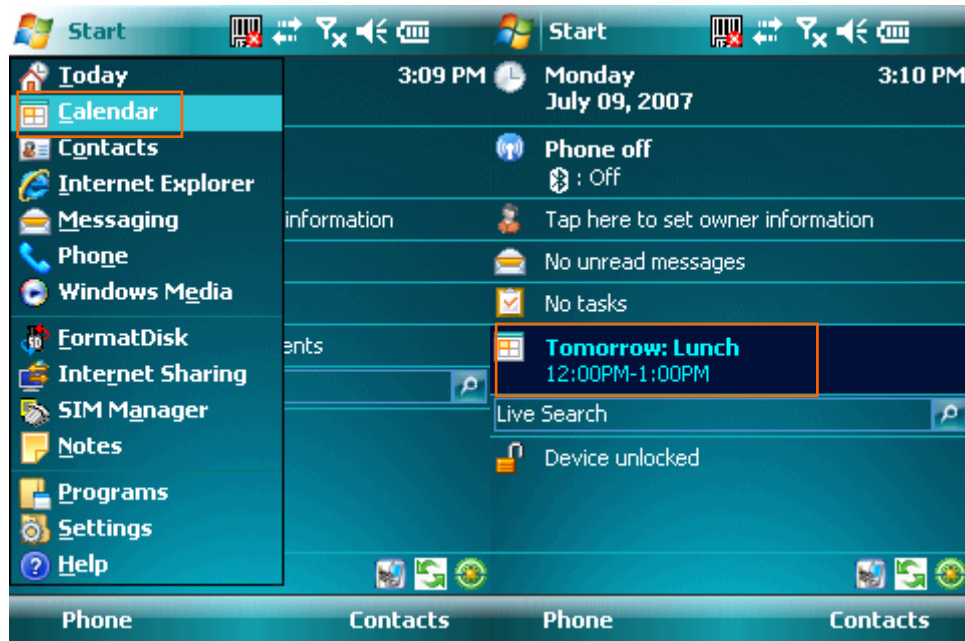 Start
3:09 PM
Today
Calendar
Contacts
Internet Explorer
Messaging
information
Phone
Windows Media
FormatDisk
ents
Internet Sharing
SIM Manager
Notes
Programs
Settings
Help
Phone
Contacts
Start
Monday
3:10 PM
July 09, 2007
Phone off
: Off
Tap here to set owner information
No unread messages
No tasks
Tomorrow: Lunch
12:00PM-1:00PM
Live Search
Device unlocked
Phone
Contacts